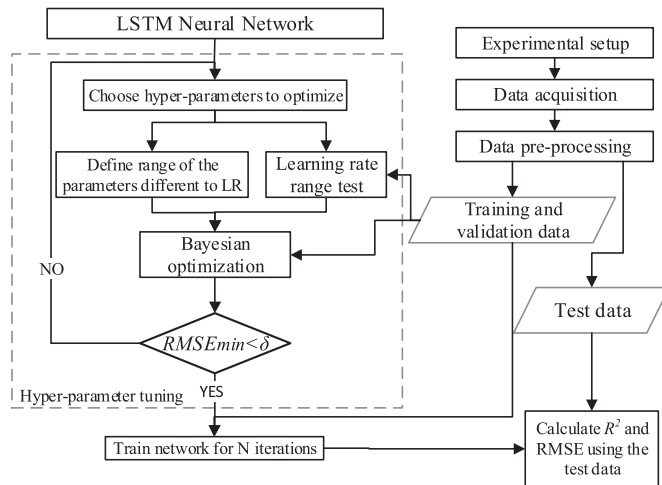 LSTM Neural Network
Experimental setup
Choose hyper-parameters to optimize
Data acquisition
Data pre-processing
Define range of the
parameters different to LR
Learning rate
range test
Training and
validation data
Bayesian
optimization
NO
Test data
RMSEmin<δ
Hyper-parameter tuning
YES
Train network for N iterations
Calculate R² and
RMSE using the
test data